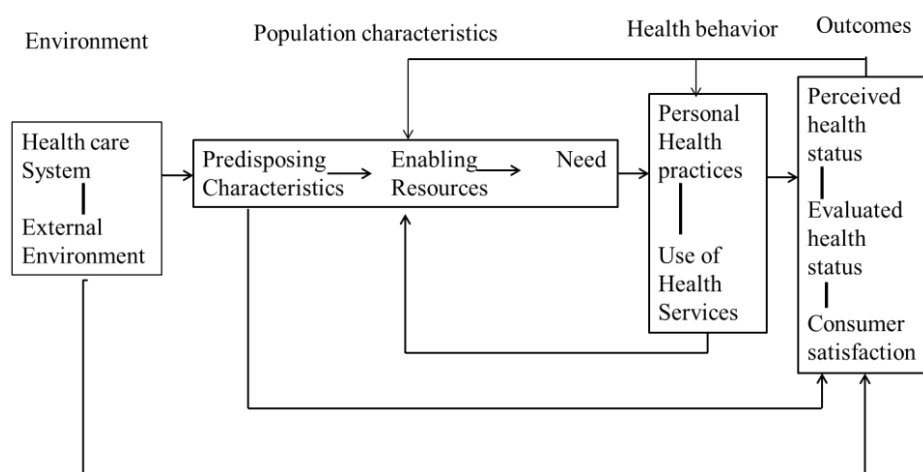 Environment
Population characteristics
Health behavior
Outcomes
Health care
System
External
Environment
Predisposing
Characteristics
Enabling
Resources
Need
Personal
Health
practices
Use of
Health
Services
Perceived
health
status
Evaluated
health
status
Consumer
satisfaction